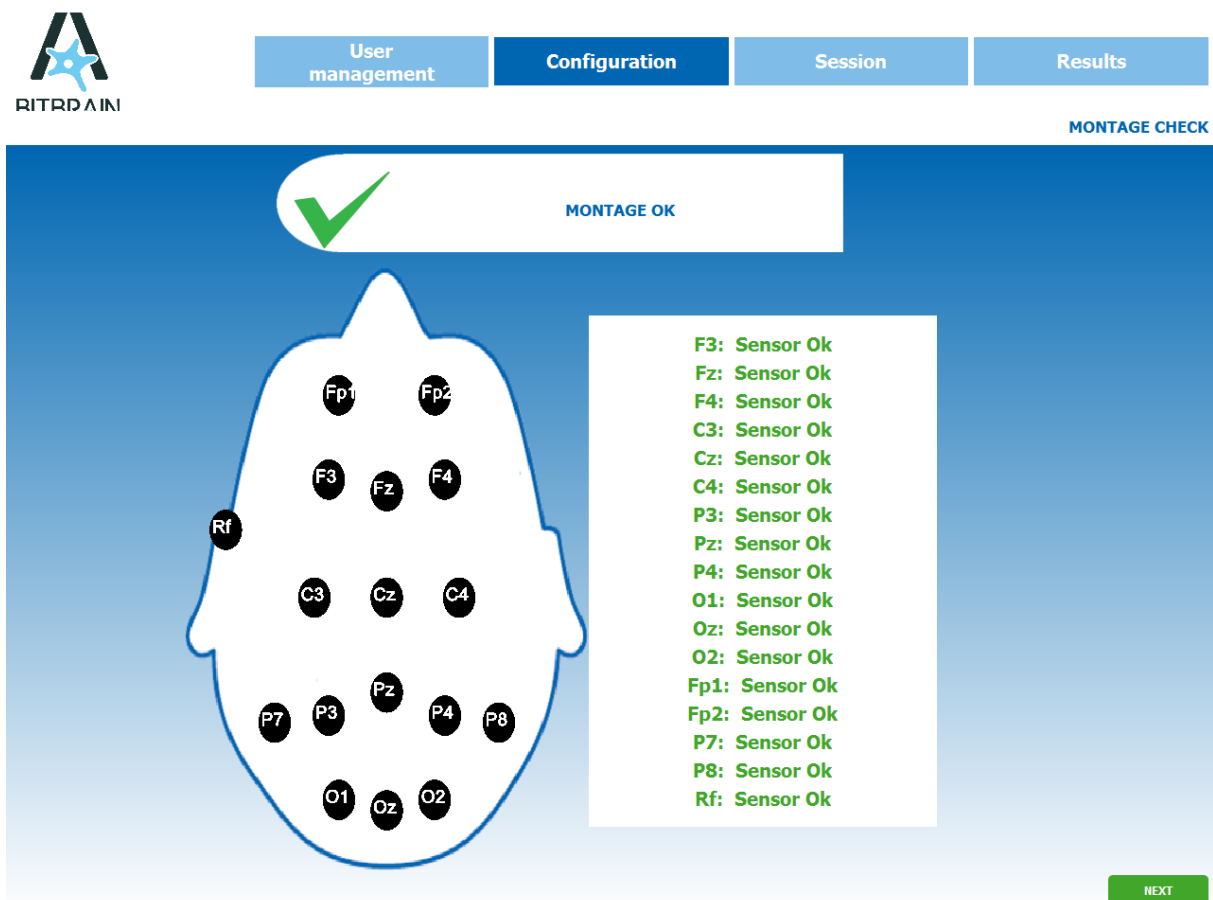 BITBRAIN
User management
Configuration
Session
Results
MONTAGE CHECK
MONTAGE OK
Fp1 Fp2
F3 Fz F4
Rf
C3 Cz C4
Pz
P7 P3 P4 P8
O1 Oz O2
F3: Sensor Ok
Fz: Sensor Ok
F4: Sensor Ok
C3: Sensor Ok
Cz: Sensor Ok
C4: Sensor Ok
P3: Sensor Ok
Pz: Sensor Ok
P4: Sensor Ok
O1: Sensor Ok
Oz: Sensor Ok
O2: Sensor Ok
Fp1: Sensor Ok
Fp2: Sensor Ok
P7: Sensor Ok
P8: Sensor Ok
Rf: Sensor Ok
NEXT